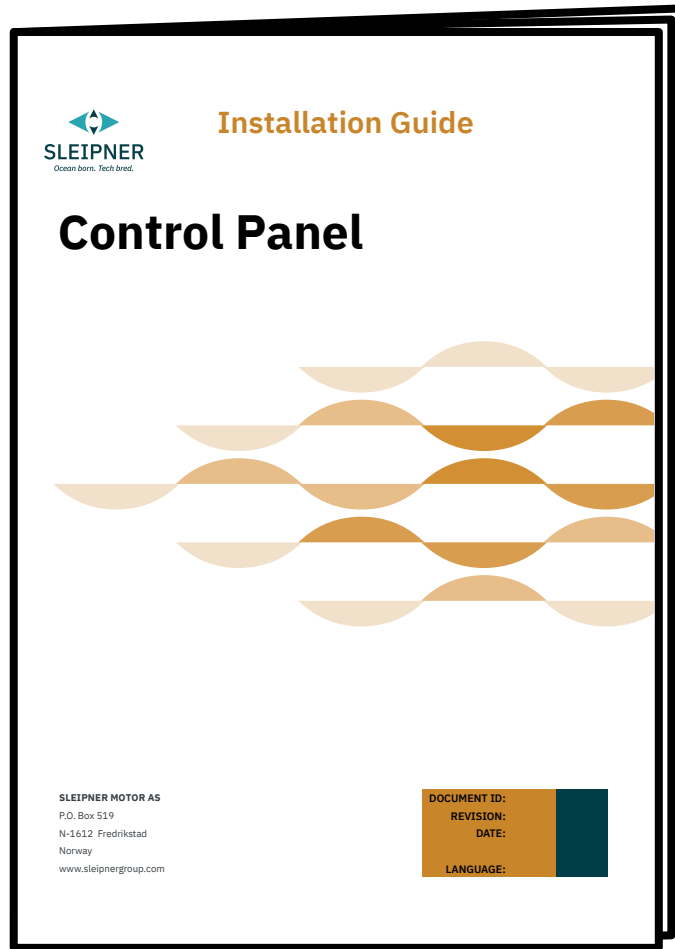 Installation Guide
SLEIPNER
Ocean born. Tech bred.
Control Panel
SLEIPNER MOTOR AS
P.O. Box 519
N-1612 Fredrikstad
Norway
www.sleipnergroup.com
DOCUMENT ID:
REVISION:
DATE:
LANGUAGE: